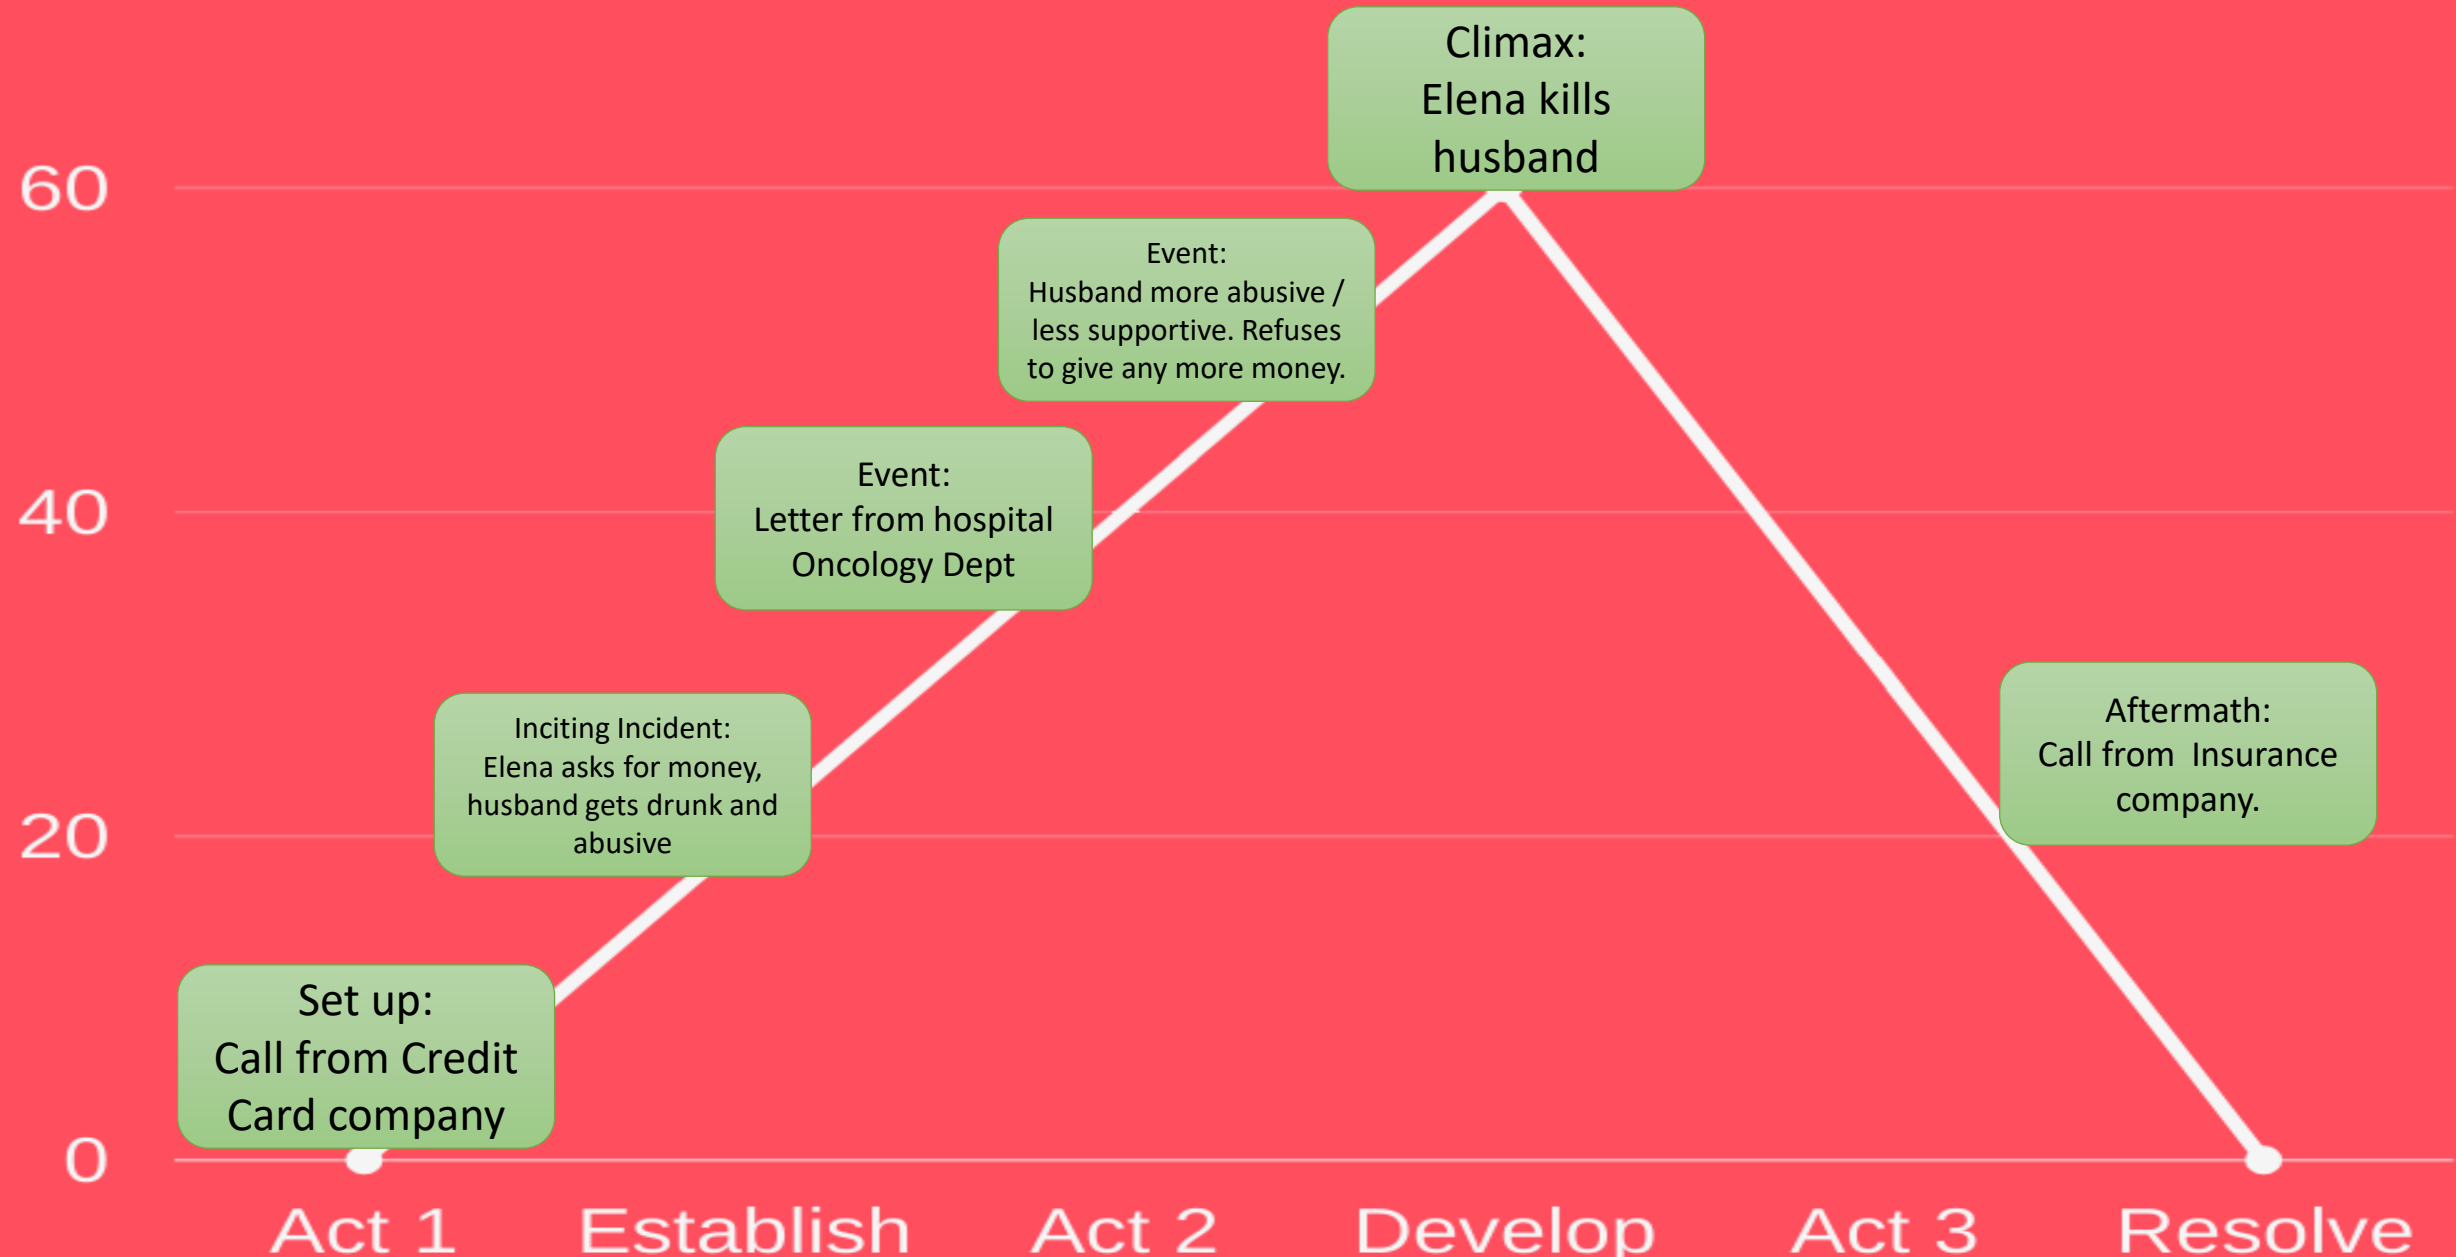 Climax:
Elena kills
husband
60
Event:
Husband more abusive /
less supportive. Refuses
to give any more money.
Event:
Letter from hospital
Oncology Dept
40
Inciting Incident:
Elena asks for money,
husband gets drunk and
abusive
Aftermath:
Call from  Insurance
company.
20
Set up:
Call from Credit
Card company
0
Act 1 Establish Act 2 Develop Act 3 Resolve